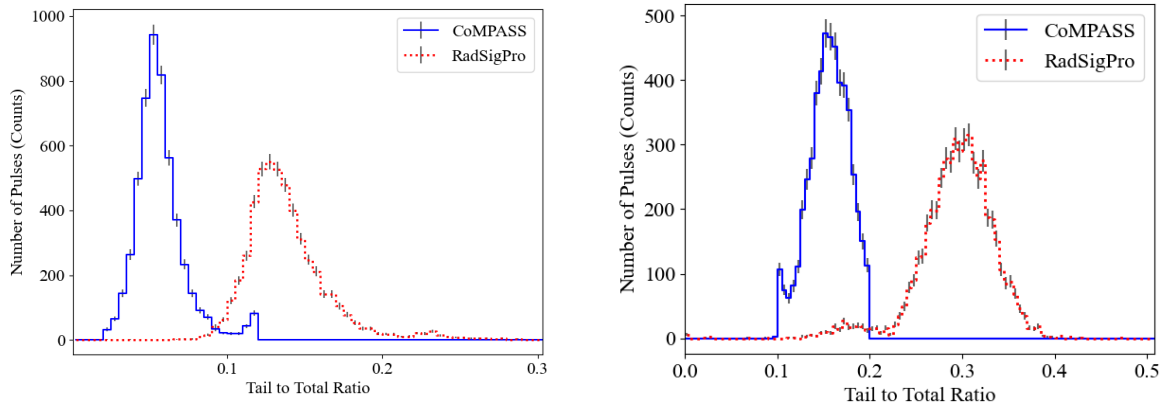 1000
800
600
400
200
0
Number of Pulses (Counts)
CoMPASS
RadSigPro
0.1
0.2
0.3
Tail to Total Ratio
500
400
300
200
100
0
Number of Pulses (Counts)
CoMPASS
RadSigPro
0.0
0.1
0.2
0.3
0.4
0.5
Tail to Total Ratio